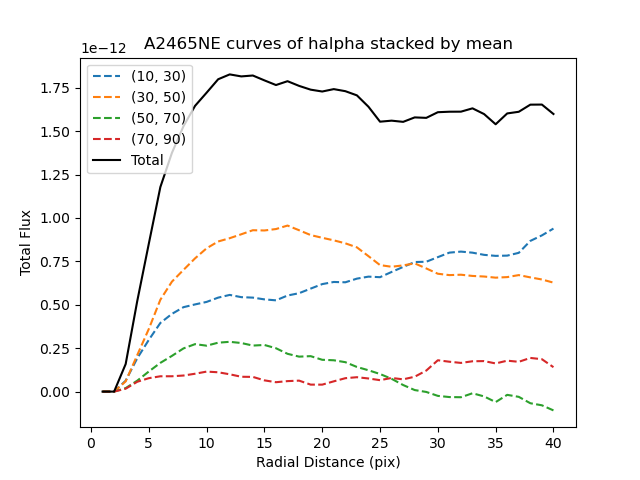 A2465NE curves of halpha stacked by mean
1e−12
(10, 30)
(30, 50)
(50, 70)
(70, 90)
Total
1.75
1.50
1.25
1.00
0.75
0.50
0.25
0.00
Total Flux
0 5 10 15 20 25 30 35 40
Radial Distance (pix)